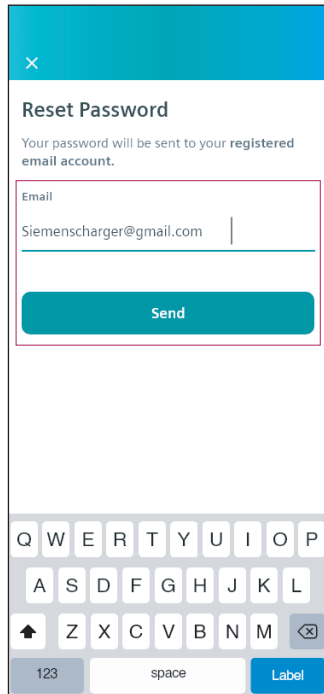 Reset Password
Your password will be sent to your registered
email account.
Email
Siemenscharger@gmail.com
Send
Q W E R T Y U I O P
A S D F G H J K L
Z X C V B N M
123 space Label